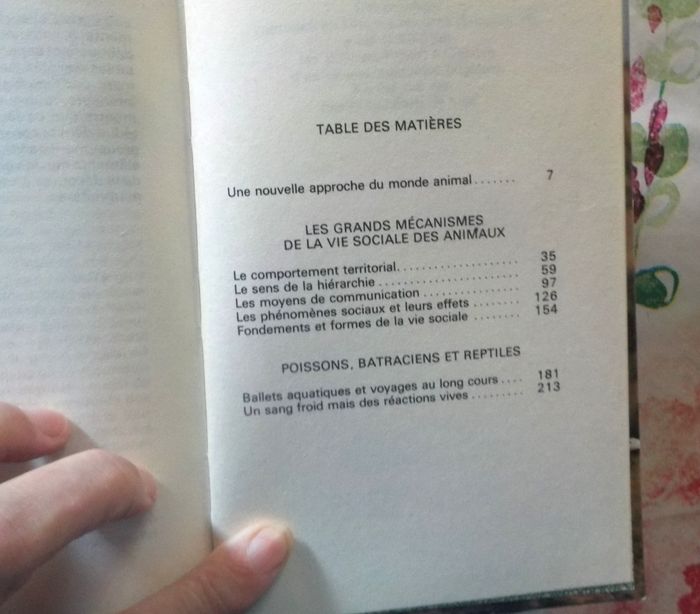 TABLE DES MATIÈRES
Une nouvelle approche du monde animal....... 7
LES GRANDS MÉCANISMES
DE LA VIE SOCIALE DES ANIMAUX
Le comportement territorial.................... 35
Le sens de la hiérarchie ....................... 59
Les moyens de communication ................ 97
Les phénomènes sociaux et leurs effets ........ 126
Fondements et formes de la vie sociale ........ 154
POISSONS, BATRACIENS ET REPTILES
Ballets aquatiques et voyages au long cours .... 181
Un sang froid mais des réactions vives ......... 213